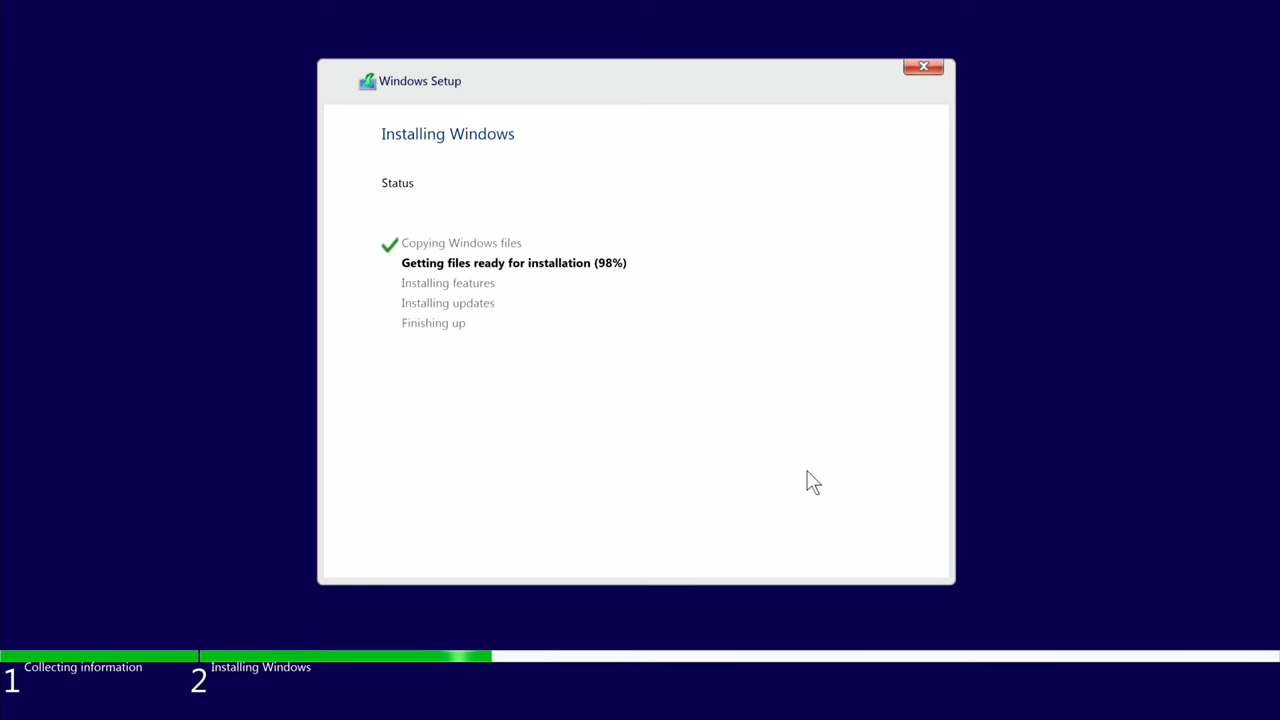 Windows Setup
Installing Windows
Status
Copying Windows files
Getting files ready for installation (98%)
Installing features
Installing updates
Finishing up
1 Collecting information
2 Installing Windows